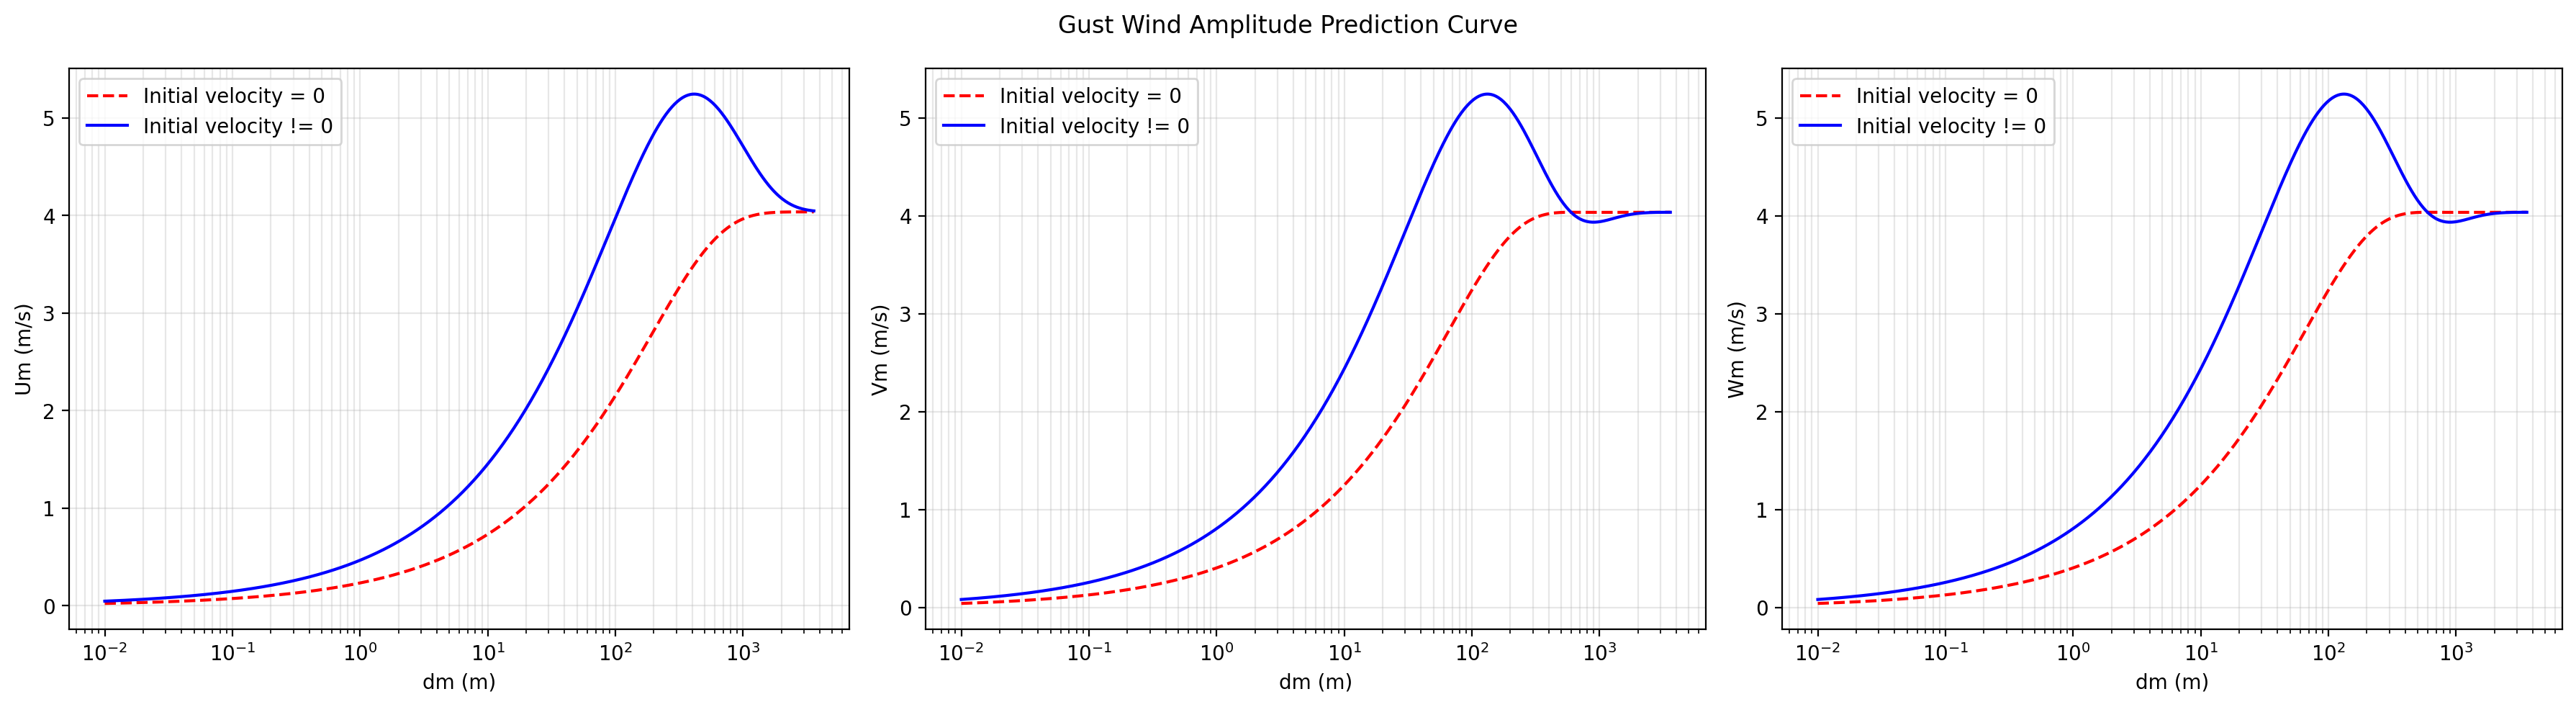 Gust Wind Amplitude Prediction Curve
Initial velocity = 0
Initial velocity != 0
Um (m/s)
5
4
3
2
1
0
10⁻²
10⁻¹
10⁰
10¹
10²
10³
dm (m)
Initial velocity = 0
Initial velocity != 0
Vm (m/s)
5
4
3
2
1
0
10⁻²
10⁻¹
10⁰
10¹
10²
10³
dm (m)
Initial velocity = 0
Initial velocity != 0
Wm (m/s)
5
4
3
2
1
0
10⁻²
10⁻¹
10⁰
10¹
10²
10³
dm (m)